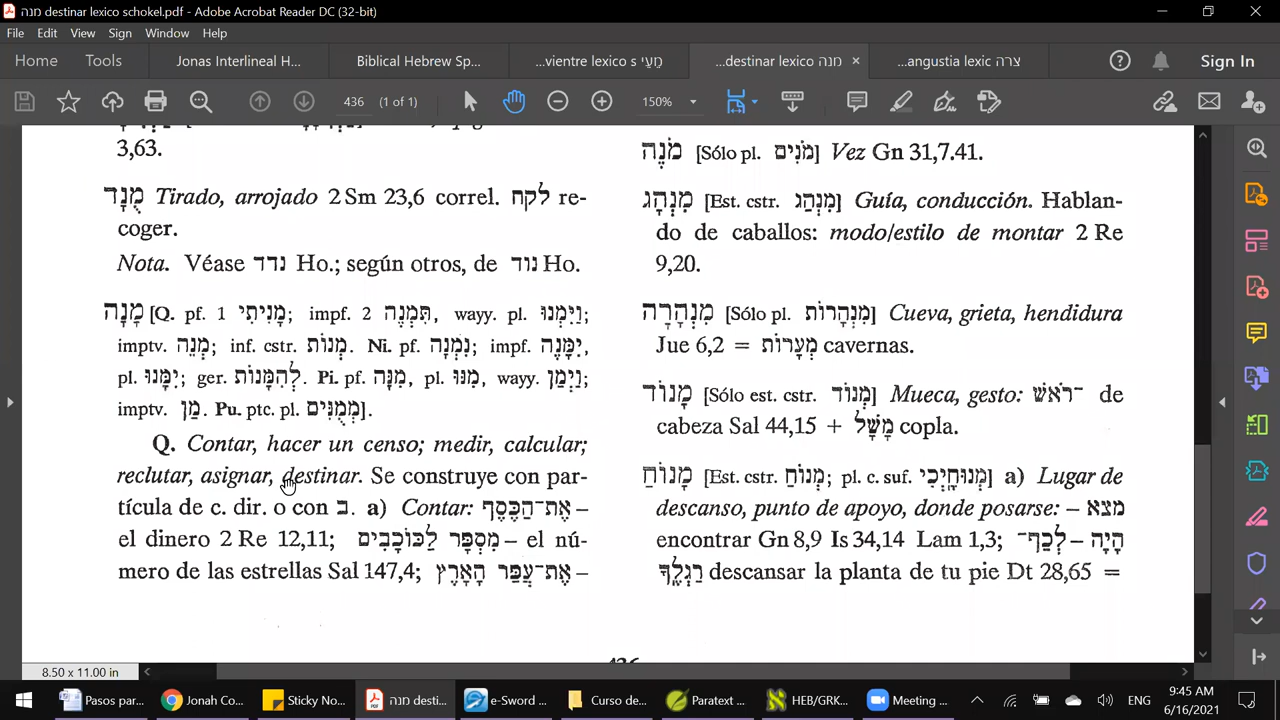 מנה destinar lexico schokel.pdf - Adobe Acrobat Reader DC (32-bit)
File Edit View Sign Window Help
Home Tools Jonas Interlineal H... Biblical Hebrew Sp... ...vientre lexico s מְעַי ...destinar lexico מנה ...angustia lexic צרה Sign In
436 (1 of 1) 150%
3,63.
מֻנָד Tirado, arrojado 2 Sm 23,6 correl. לקח re-
coger.
Nota. Véase נדד Ho.; según otros, de נוד Ho.
מָנָה [Q. pf. 1 מָנִיתִי; impf. 2 תִּמְנֶה, wayy. pl. וַיִּמְנוּ;
imptv. מְנֵה; inf. cstr. מְנוֹת. Ni. pf. נִמְנָה; impf. יִמָּנֶה,
pl. יִמָּנוּ; ger. לְהִמָּנוֹת. Pi. pf. מִנָּה, pl. מִנּוּ, wayy. וַיְמַן;
imptv. מַן. Pu. ptc. pl. מְמֻנִּים].
Q. Contar, hacer un censo; medir, calcular;
reclutar, asignar, destinar. Se construye con par-
tícula de c. dir. o con ב. a) Contar: אֶת־הַכֶּסֶף –
el dinero 2 Re 12,11; מִסְפָּר לַכּוֹכָבִים – el nú-
mero de las estrellas Sal 147,4; אֶת־עֲפַר הָאָרֶץ –
מֹנֶה [Sólo pl. מֹנִים] Vez Gn 31,7.41.
מִנְהָג [Est. cstr. מִנְהַג] Guía, conducción. Hablan-
do de caballos: modo/estilo de montar 2 Re
9,20.
מִנְהָרָה [Sólo pl. מִנְהָרוֹת] Cueva, grieta, hendidura
Jue 6,2 = מְעָרוֹת cavernas.
מָנוֹד [Sólo est. cstr. מְנוֹד] Mueca, gesto: רֹאשׁ־ de
cabeza Sal 44,15 + מָשָׁל copla.
מָנוֹחַ [Est. cstr. מְנוֹחַ; pl. c. suf. מְנוּחָיְכִי] a) Lugar de
descanso, punto de apoyo, donde posarse: – מצא
encontrar Gn 8,9 Is 34,14 Lam 1,3; הָיָה – לְכַף־
רַגְלֶךָ descansar la planta de tu pie Dt 28,65 =
8.50 x 11.00 in
Pasos par... Jonah Co... Sticky No... מנה desti... e-Sword ... Curso de... Paratext ... HEB/GRK... Meeting ... ENG 9:45 AM
6/16/2021